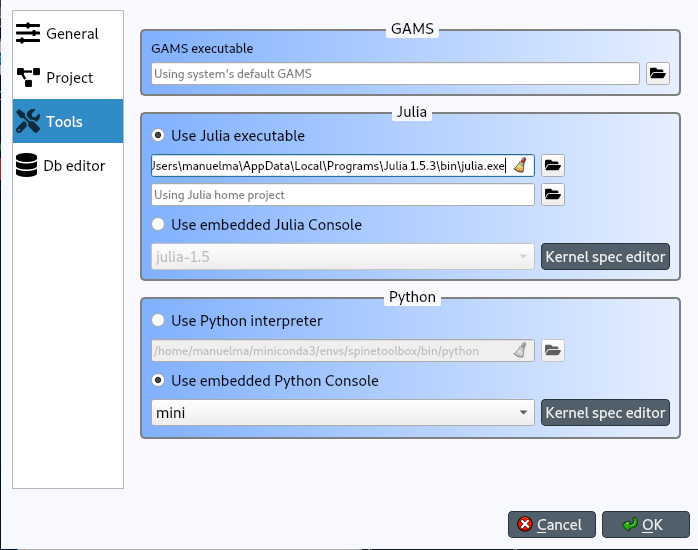 General
Project
Tools
Db editor
GAMS
GAMS executable
Using system's default GAMS
Julia
Use Julia executable
Jsers\manuelma\AppData\Local\Programs\Julia 1.5.3\bin\julia.exe
Using Julia home project
Use embedded Julia Console
julia-1.5
Kernel spec editor
Python
Use Python interpreter
/home/manuelma/miniconda3/envs/spinetoolbox/bin/python
Use embedded Python Console
mini
Kernel spec editor
Cancel
OK